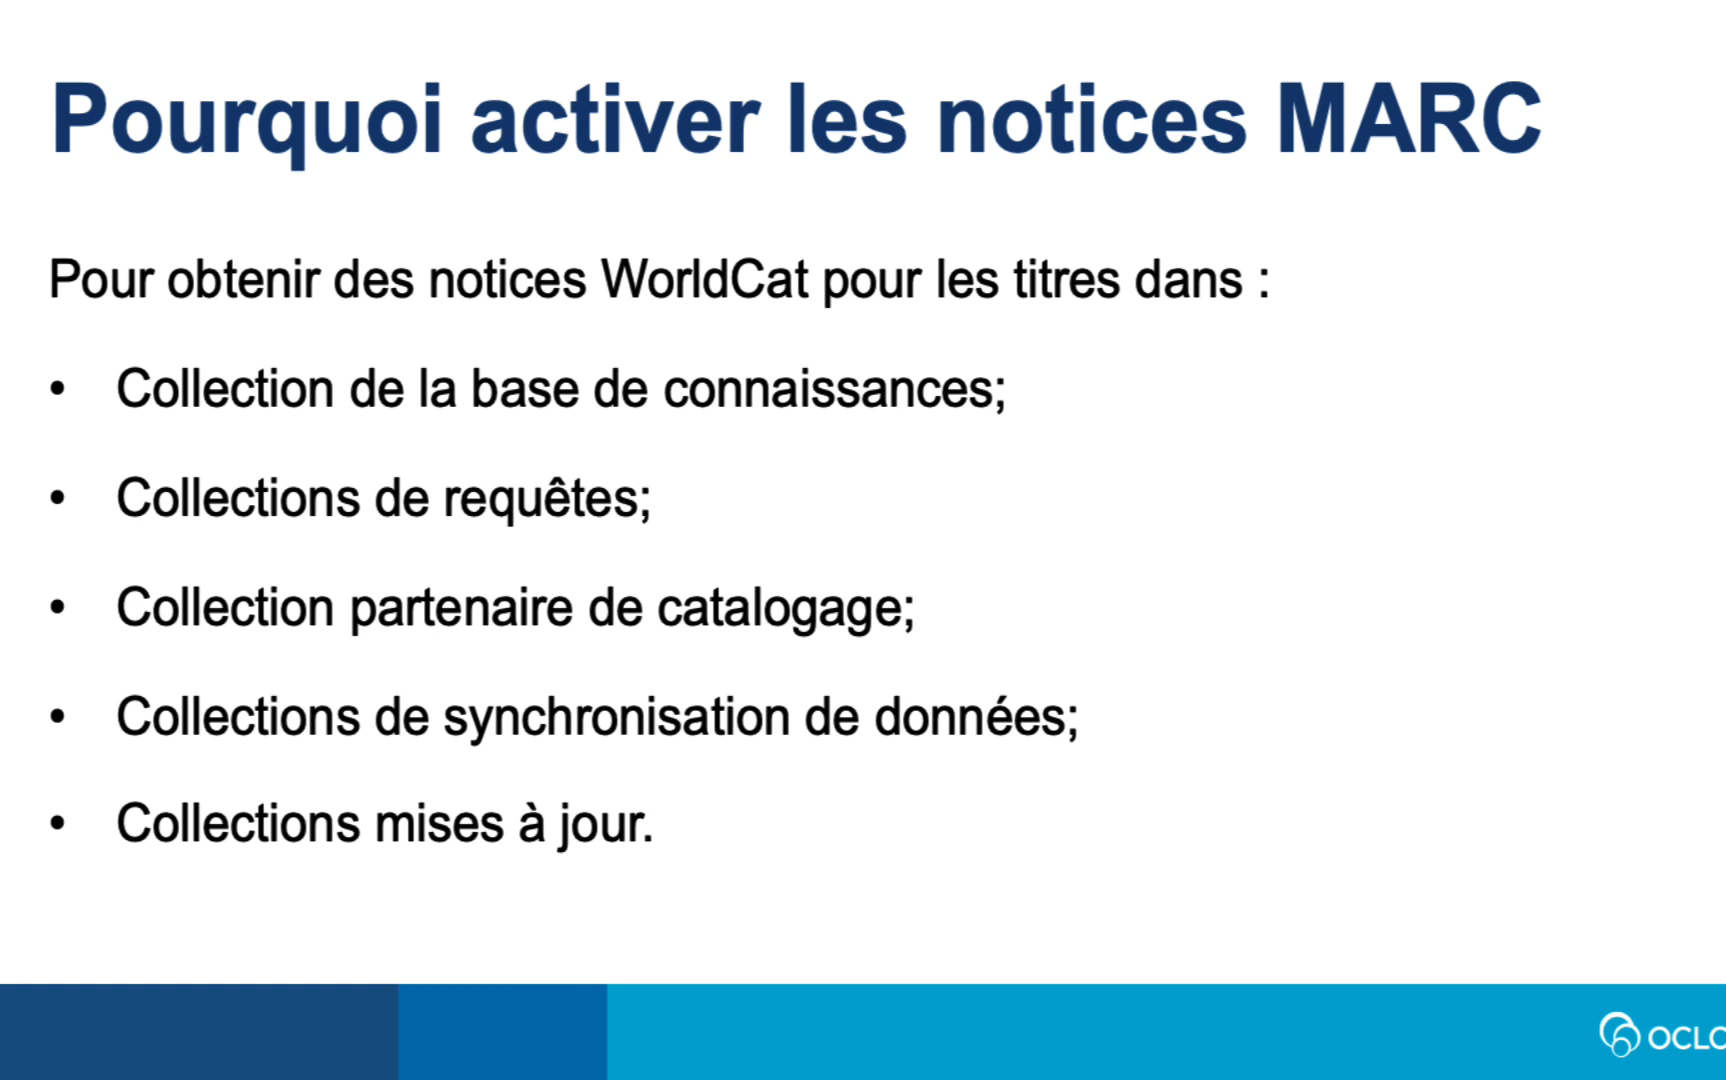 Pourquoi activer les notices MARC
Pour obtenir des notices WorldCat pour les titres dans :
• Collection de la base de connaissances;
• Collections de requêtes;
• Collection partenaire de catalogage;
• Collections de synchronisation de données;
• Collections mises à jour.
OCLC